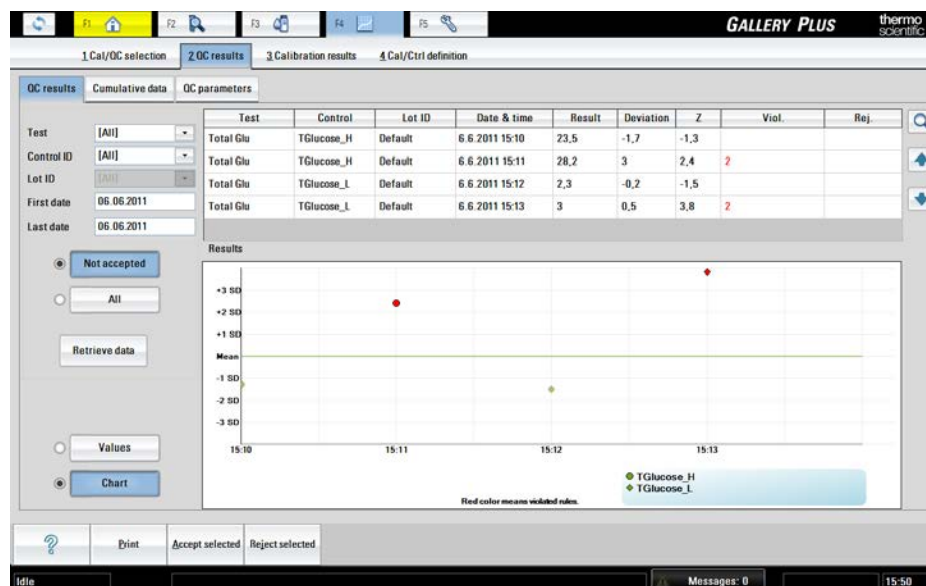 F1 F2 F3 F4 F5 GALLERY PLUS thermo scientific
1 Cal/QC selection 2 QC results 3 Calibration results 4 Cal/Ctrl definition
QC results Cumulative data QC parameters
Test Control Lot ID Date & time Result Deviation Z Viol. Rej.
Total Glu TGlucose_H Default 6.6.2011 15:10 23,5 -1,7 -1,3
Total Glu TGlucose_H Default 6.6.2011 15:11 28,2 3 2,4 2
Total Glu TGlucose_L Default 6.6.2011 15:12 2,3 -0,2 -1,5
Total Glu TGlucose_L Default 6.6.2011 15:13 3 0,5 3,8 2
Test [All]
Control ID [All]
Lot ID [All]
First date 06.06.2011
Last date 06.06.2011
Not accepted
All
Retrieve data
Values
Chart
Results
+3 SD
+2 SD
+1 SD
Mean
-1 SD
-2 SD
-3 SD
15:10 15:11 15:12 15:13
TGlucose_H
TGlucose_L
Red color means violated rules.
? Print Accept selected Reject selected
Idle Messages: 0 15:50